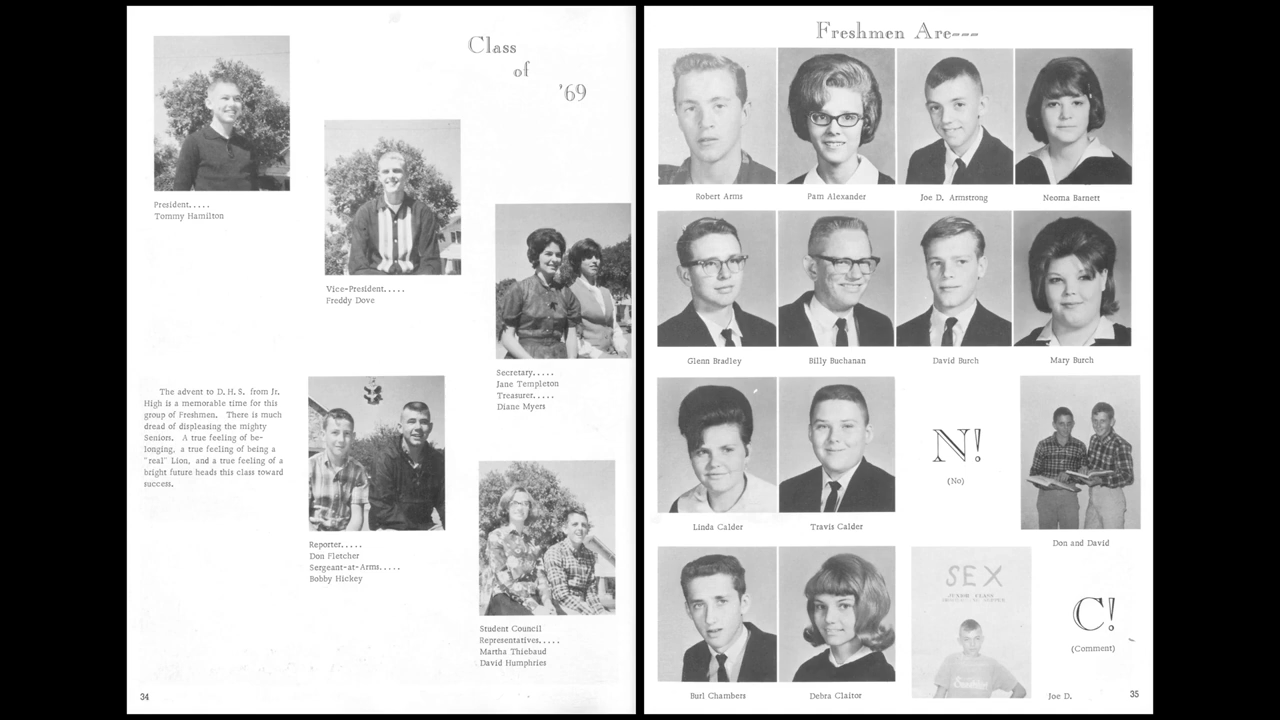 Class
of
'69
President.....
Tommy Hamilton
Vice-President.....
Freddy Dove
Secretary.....
Jane Templeton
Treasurer.....
Diane Myers
The advent to D. H. S. from Jr.
High is a memorable time for this
group of Freshmen. There is much
dread of displeasing the mighty
Seniors. A true feeling of be-
longing, a true feeling of being a
"real" Lion, and a true feeling of a
bright future heads this class toward
success.
Reporter.....
Don Fletcher
Sergeant-at-Arms.....
Bobby Hickey
Student Council
Representatives.....
Martha Thiebaud
David Humphries
34
Freshmen Are---
Robert Arms
Pam Alexander
Joe D. Armstrong
Neoma Barnett
Glenn Bradley
Billy Buchanan
David Burch
Mary Burch
Linda Calder
Travis Calder
N!
(No)
Don and David
Burl Chambers
Debra Claitor
SEX
CLASS
C!
(Comment)
Joe D.
35